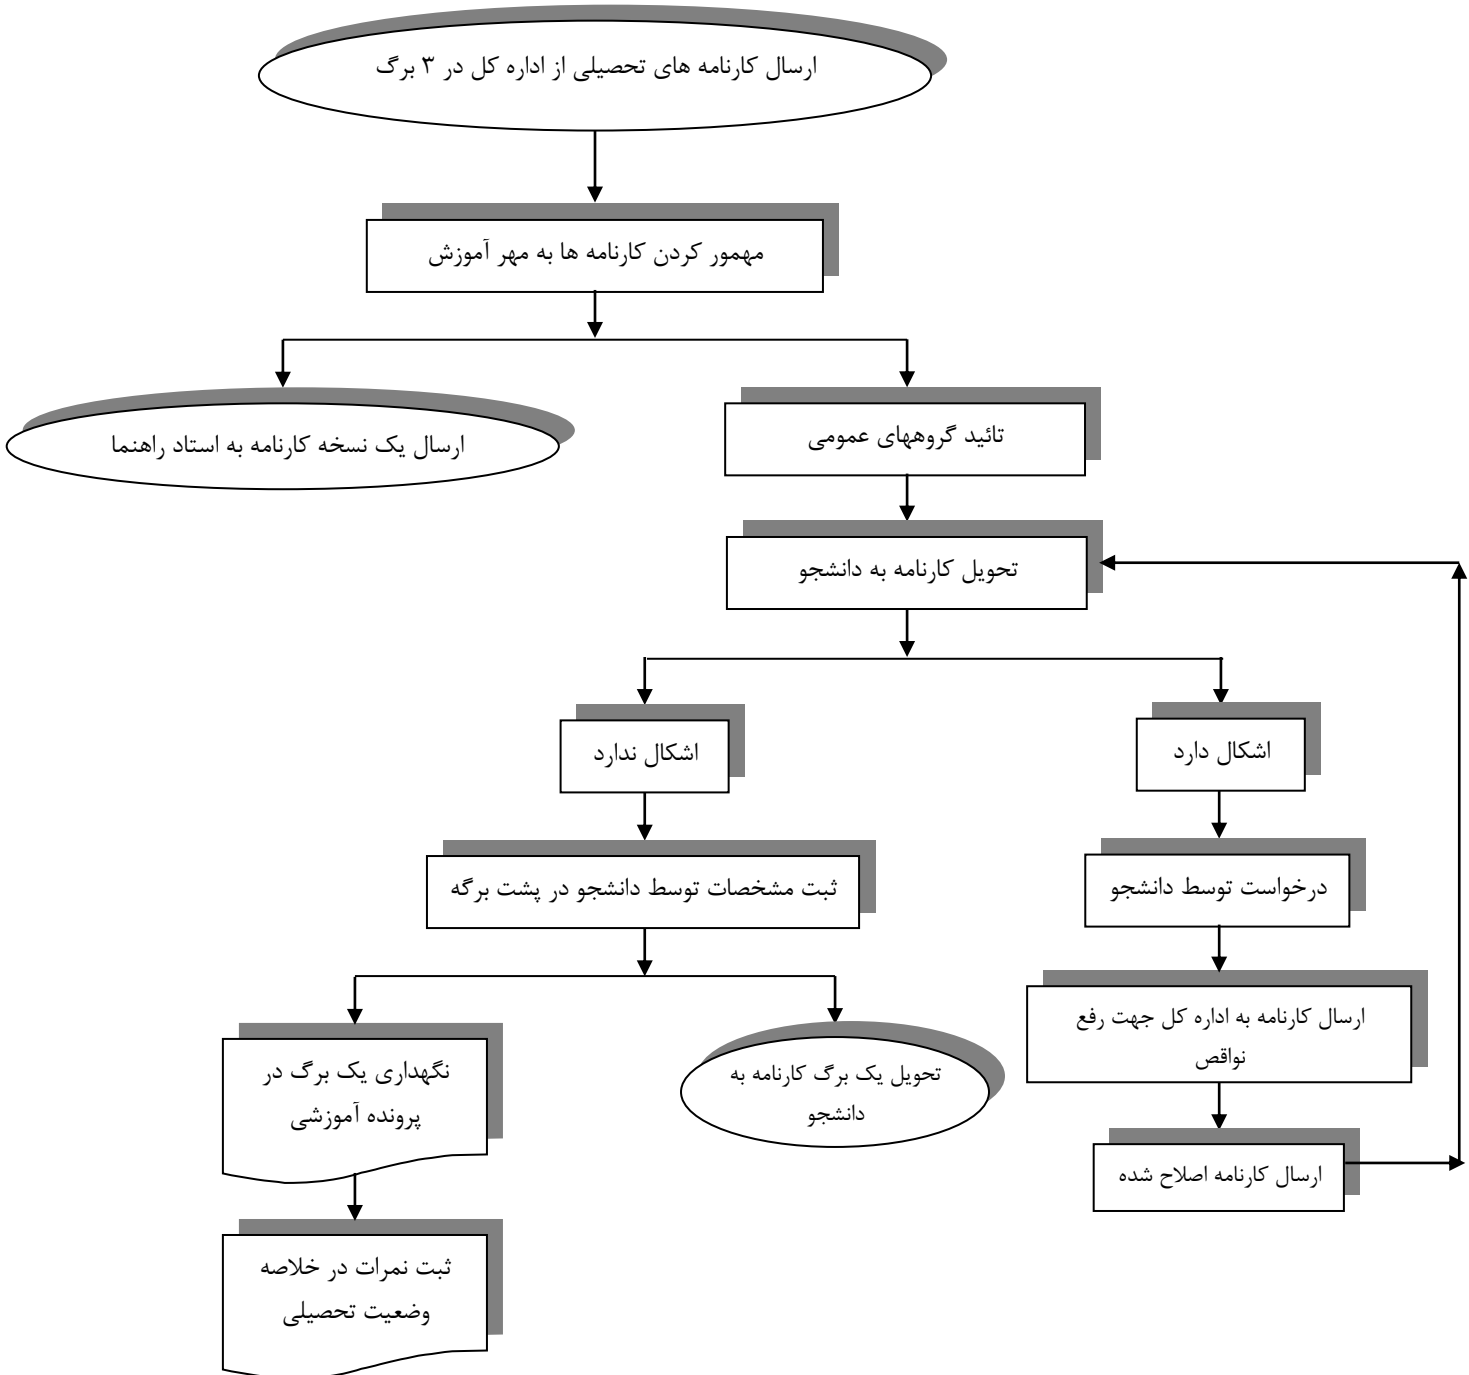 ارسال کارنامه های تحصیلی از اداره کل در ۳ برگ
مهمور کردن کارنامه ها به مهر آموزش
تائید گروههای عمومی
ارسال یک نسخه کارنامه به استاد راهنما
تحویل کارنامه به دانشجو
اشکال دارد
اشکال ندارد
درخواست توسط دانشجو
ثبت مشخصات توسط دانشجو در پشت برگه
ارسال کارنامه به اداره کل جهت رفع
نواقص
تحویل یک برگ کارنامه به
دانشجو
نگهداری یک برگ در
پرونده آموزشی
ارسال کارنامه اصلاح شده
ثبت نمرات در خلاصه
وضعیت تحصیلی